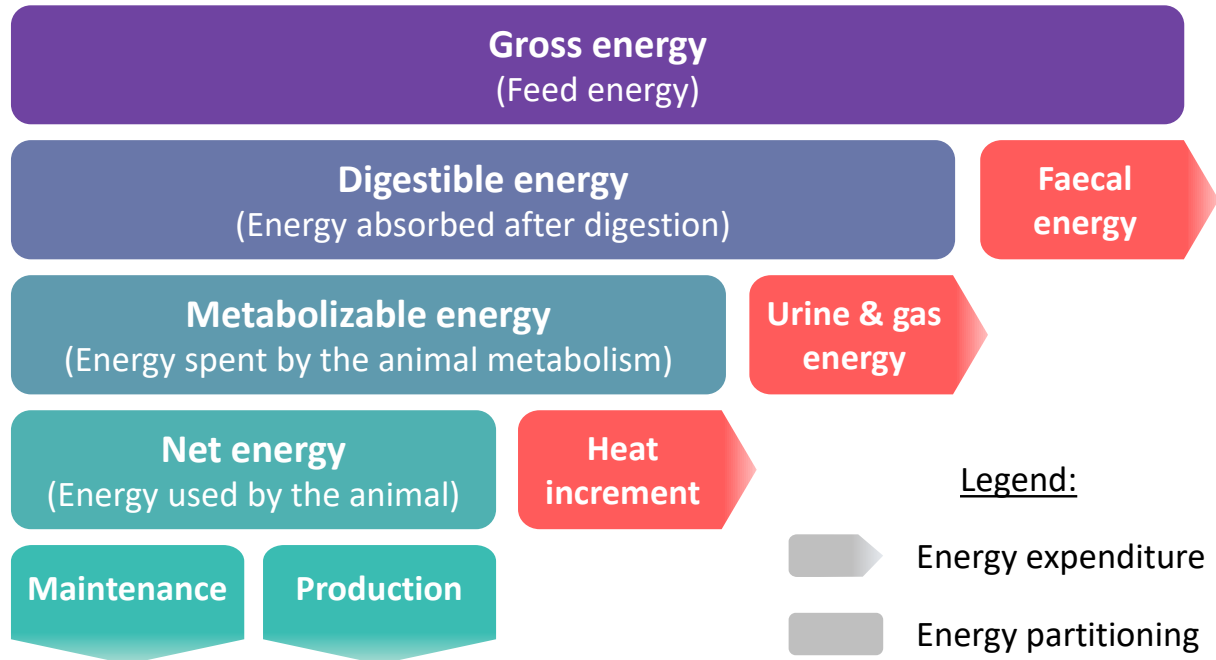 Gross energy
(Feed energy)
Digestible energy
(Energy absorbed after digestion)
Faecal
energy
Metabolizable energy
(Energy spent by the animal metabolism)
Urine & gas
energy
Net energy
(Energy used by the animal)
Heat
increment
Maintenance
Production
Legend:
Energy expenditure
Energy partitioning